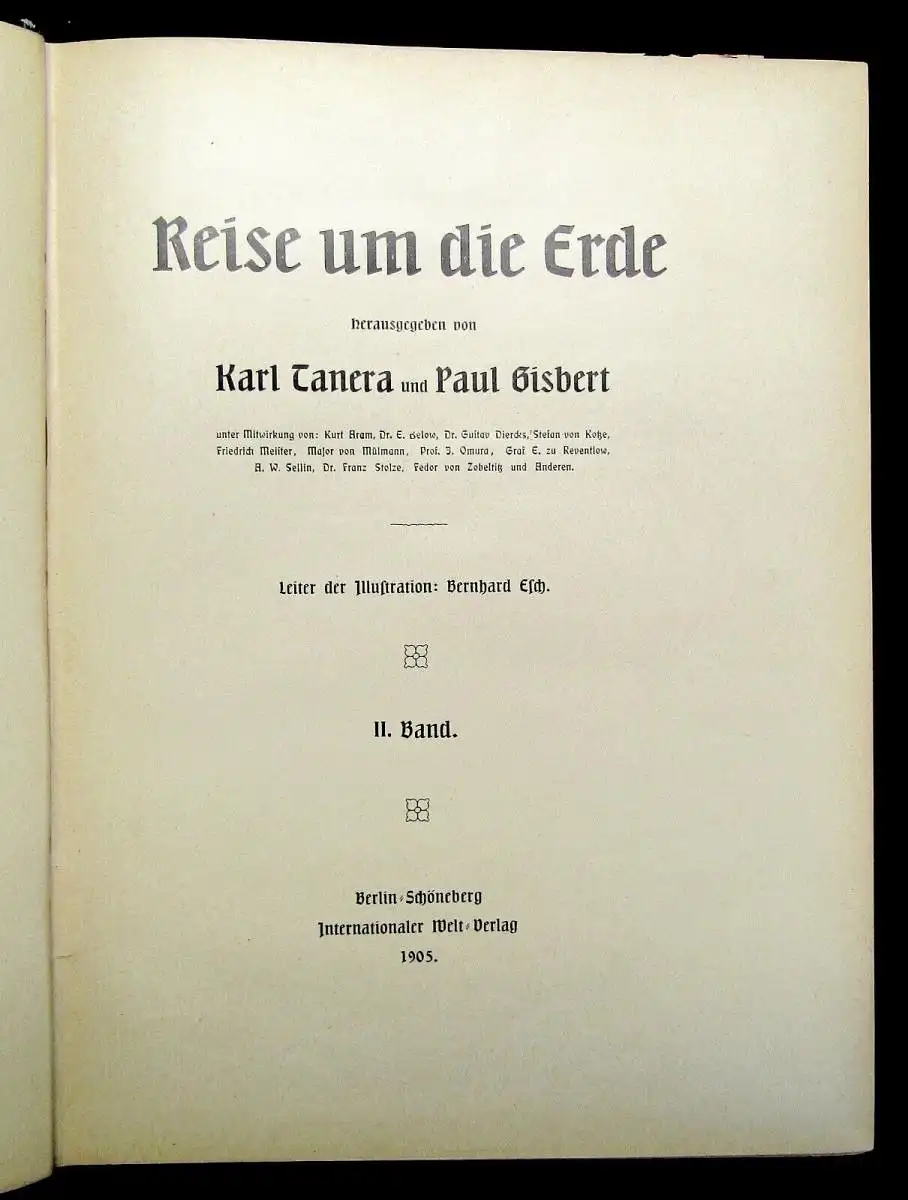 Reise um die Erde
herausgegeben von
Karl Tanera und Paul Gisbert
unter Mitwirkung von: Kurt Aram, Dr. E. Below, Dr. Guſtav Diercks, Stefan von Kotze,
Friedrich Meiſter, Major von Mülmann, Prof. J. Omura, Graf E. zu Reventlow,
A. W. Sellin, Dr. Franz Stolze, Fedor von Zobeltitz und Anderen.
Leiter der Illuſtration: Bernhard Eſch.
II. Band.
Berlin-Schöneberg
Internationaler Welt-Verlag
1905.